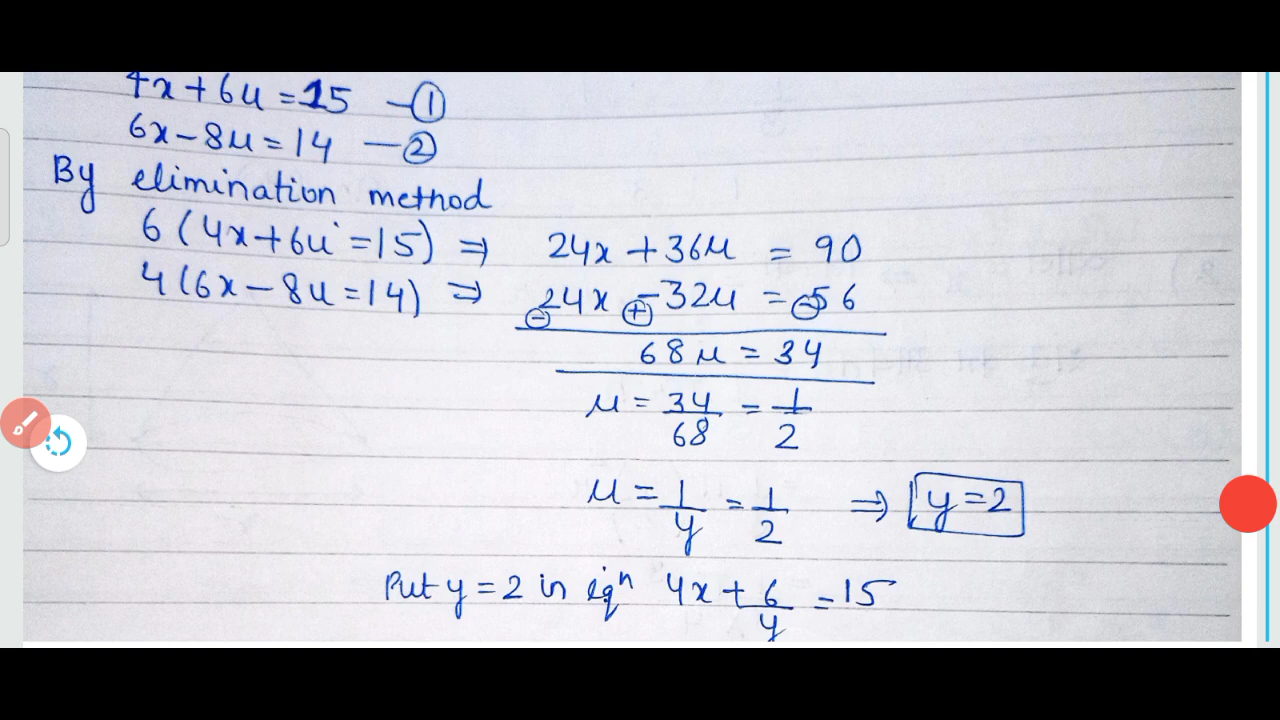 4x + 6u = 15 — ①
6x - 8u = 14 — ②
By elimination method
6 (4x + 6u = 15) ⇒ 24x + 36u = 90
4 (6x - 8u = 14) ⇒ 24x - 32u = 56
⊖ ⊕ ⊖
68u = 34
u = 34/68 = 1/2
u = 1/y = 1/2 ⇒ y = 2
Put y = 2 in eqⁿ 4x + 6/y = 15